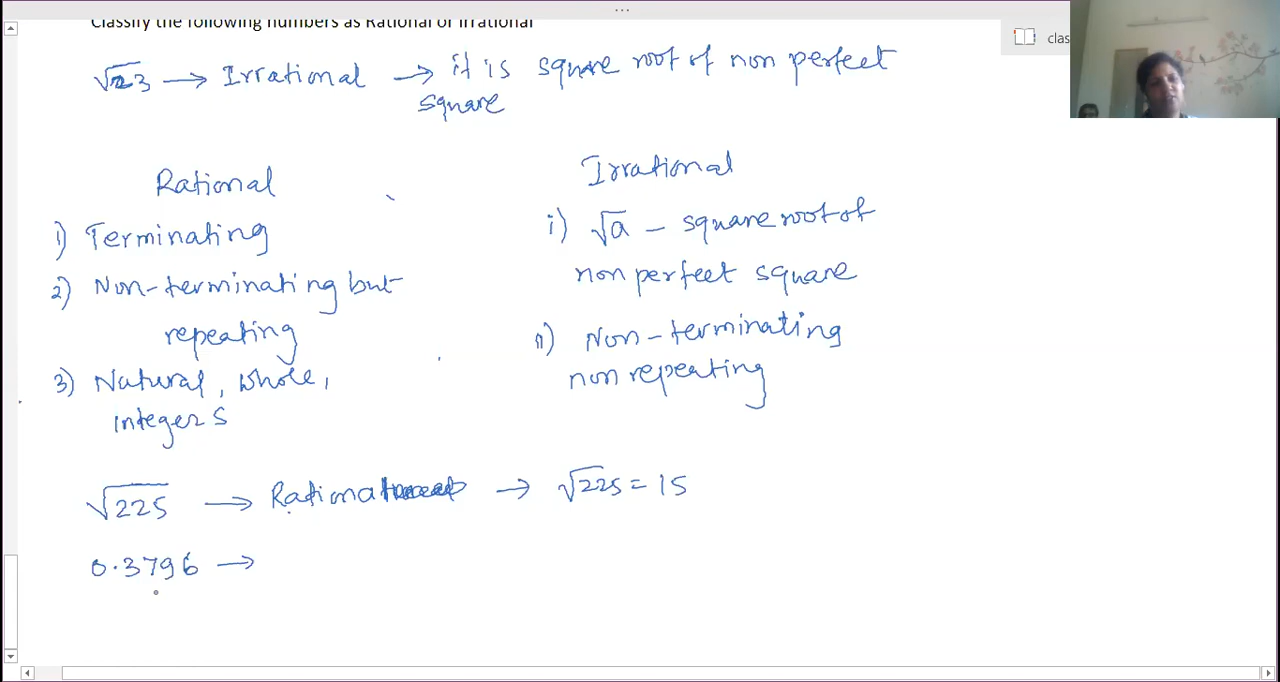 Classify the following numbers as Rational or Irrational
clas
√23 → Irrational → it is square root of non perfect
square
Rational
Irrational
1) Terminating
i) √a - square root of
non perfect square
2) Non-terminating but
repeating
ii) Non-terminating
non repeating
3) Natural, whole,
integers
√225 → Rational → √225 = 15
0.3796 →